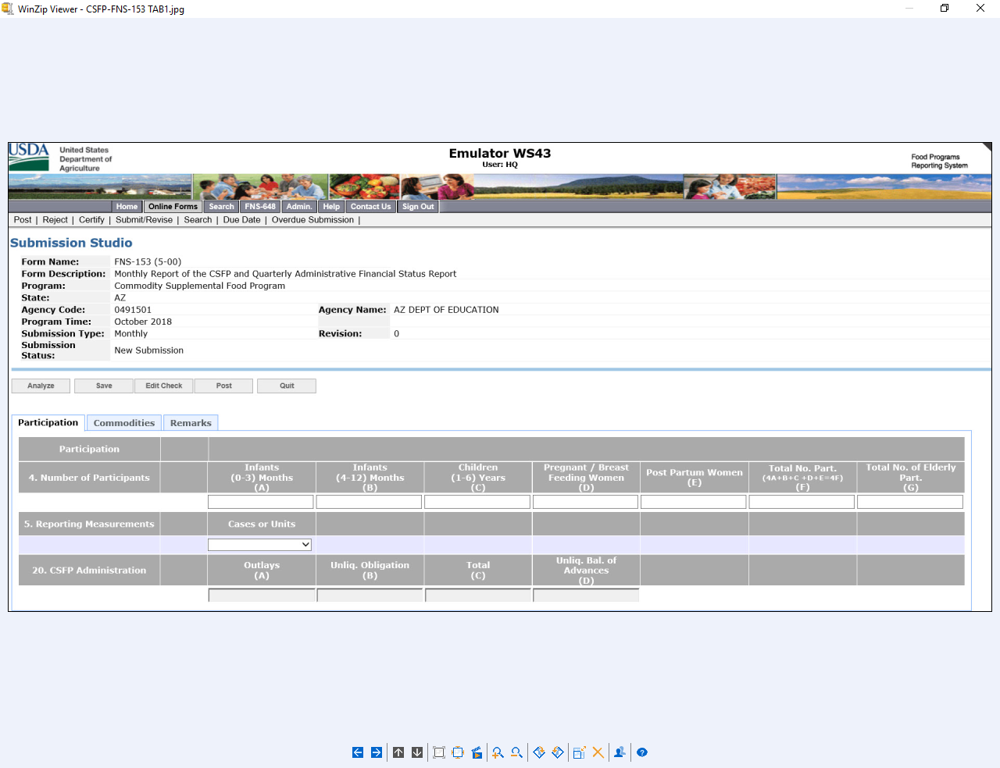 WinZip Viewer - CSFP-FNS-153 TAB1.jpg
USDA
United States
Department of
Agriculture
Emulator WS43
User: HQ
Food Programs
Reporting System
Home Online Forms Search FNS-648 Admin. Help Contact Us Sign Out
Post | Reject | Certify | Submit/Revise | Search | Due Date | Overdue Submission |
Submission Studio
Form Name: FNS-153 (5-00)
Form Description: Monthly Report of the CSFP and Quarterly Administrative Financial Status Report
Program: Commodity Supplemental Food Program
State: AZ
Agency Code: 0491501 Agency Name: AZ DEPT OF EDUCATION
Program Time: October 2018
Submission Type: Monthly Revision: 0
Submission Status: New Submission
Analyze Save Edit Check Post Quit
Participation Commodities Remarks
Participation
4. Number of Participants
Infants
(0-3) Months
(A)
Infants
(4-12) Months
(B)
Children
(1-6) Years
(C)
Pregnant / Breast
Feeding Women
(D)
Post Partum Women
(E)
Total No. Part.
(4A+B+C +D+E=4F)
(F)
Total No. of Elderly
Part.
(G)
5. Reporting Measurements Cases or Units
20. CSFP Administration
Outlays
(A)
Unliq. Obligation
(B)
Total
(C)
Unliq. Bal. of
Advances
(D)